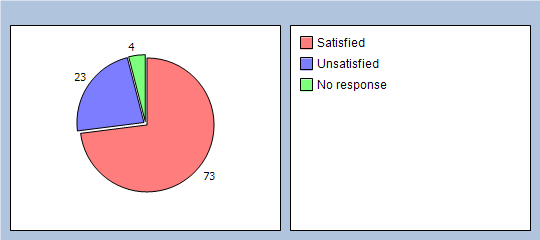 4
23
73
Satisfied
Unsatisfied
No response